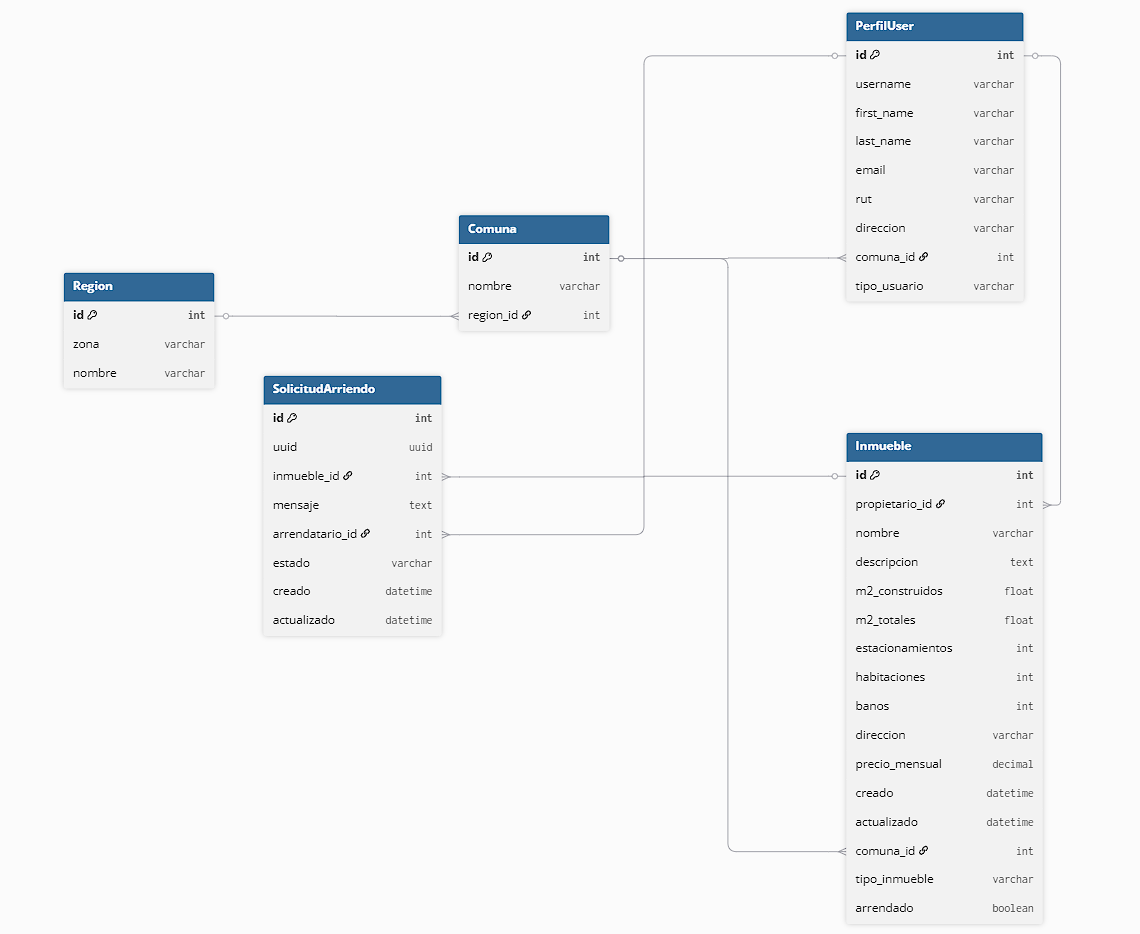 PerfilUser
id int
username varchar
first_name varchar
last_name varchar
email varchar
rut varchar
direccion varchar
comuna_id int
tipo_usuario varchar
Comuna
id int
nombre varchar
region_id int
Region
id int
zona varchar
nombre varchar
SolicitudArriendo
id int
uuid uuid
inmueble_id int
mensaje text
arrendatario_id int
estado varchar
creado datetime
actualizado datetime
Inmueble
id int
propietario_id int
nombre varchar
descripcion text
m2_construidos float
m2_totales float
estacionamientos int
habitaciones int
banos int
direccion varchar
precio_mensual decimal
creado datetime
actualizado datetime
comuna_id int
tipo_inmueble varchar
arrendado boolean